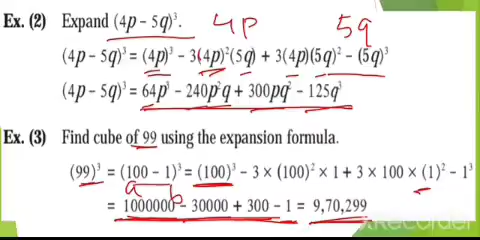 Ex. (2) Expand (4p – 5q)³. 4p 5q
(4p – 5q)³ = (4p)³ – 3(4p)²(5q) + 3(4p)(5q)² – (5q)³
(4p – 5q)³ = 64p³ – 240p²q + 300pq² – 125q³
Ex. (3) Find cube of 99 using the expansion formula.
(99)³ = (100 – 1)³ = (100)³ – 3 × (100)² × 1 + 3 × 100 × (1)² – 1³
a b
= 1000000 – 30000 + 300 – 1 = 9,70,299